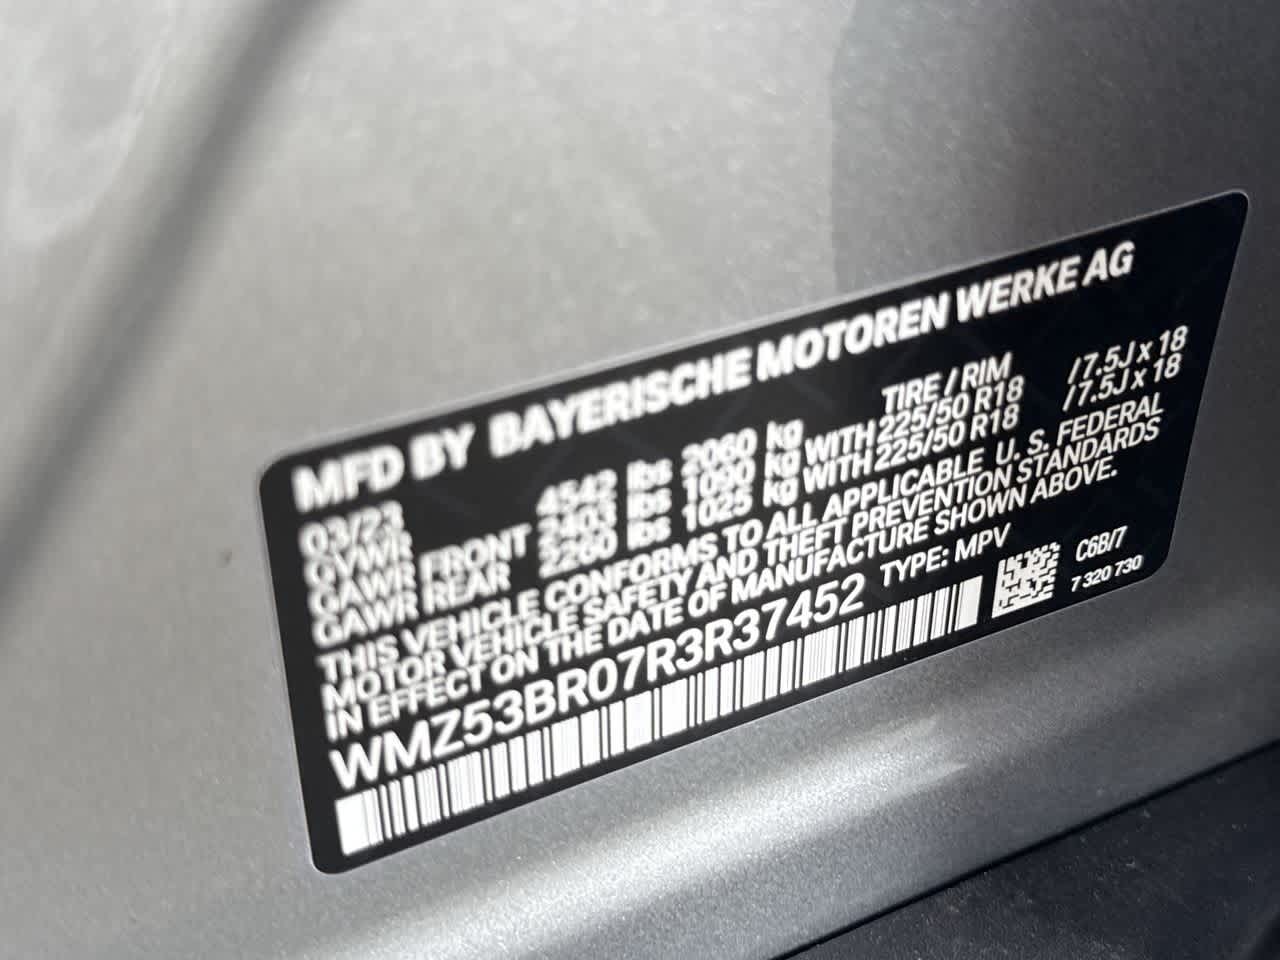 MFD BY BAYERISCHE MOTOREN WERKE AG
03/23 TIRE / RIM
GVWR 4542 lbs 2060 kg
GAWR FRONT 2403 lbs 1090 kg WITH 225/50 R18 / 7.5J x 18
GAWR REAR 2260 lbs 1025 kg WITH 225/50 R18 / 7.5J x 18
THIS VEHICLE CONFORMS TO ALL APPLICABLE U. S. FEDERAL
MOTOR VEHICLE SAFETY AND THEFT PREVENTION STANDARDS
IN EFFECT ON THE DATE OF MANUFACTURE SHOWN ABOVE.
WMZ53BR07R3R37452 TYPE: MPV
C6B/7
7 320 730